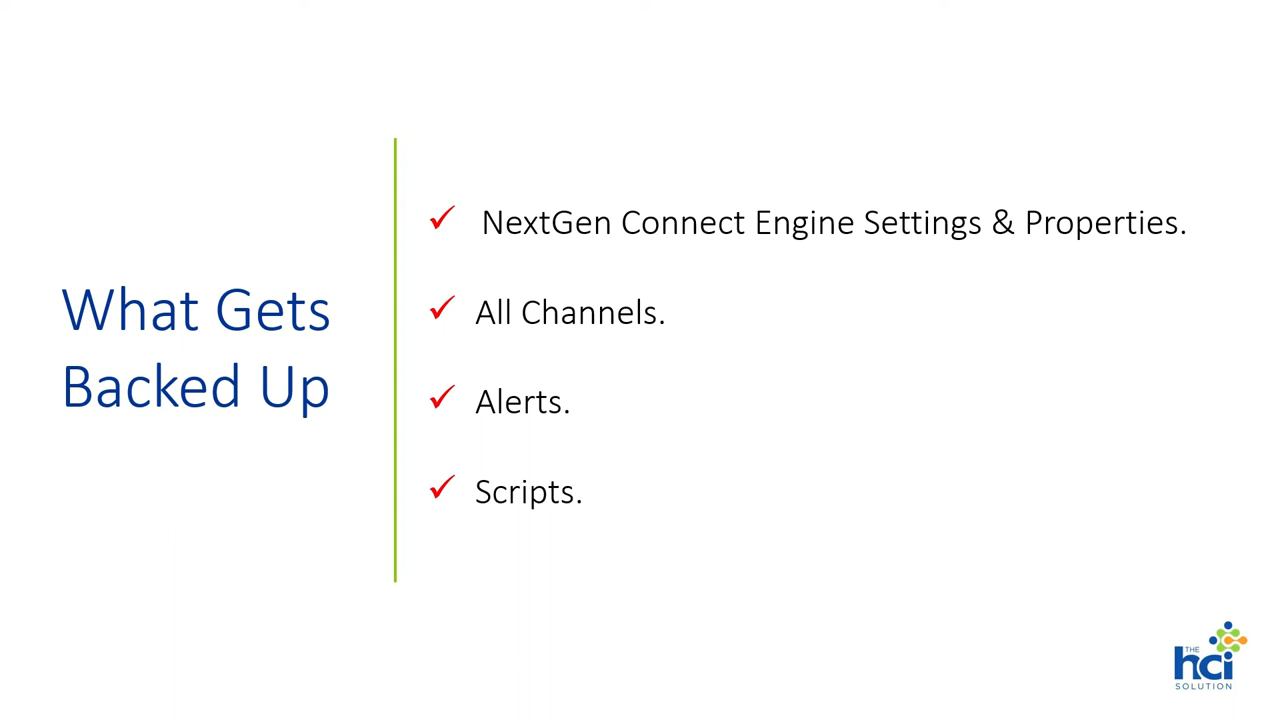 What Gets
Backed Up
✓ NextGen Connect Engine Settings & Properties.
✓ All Channels.
✓ Alerts.
✓ Scripts.
THE
hci
SOLUTION